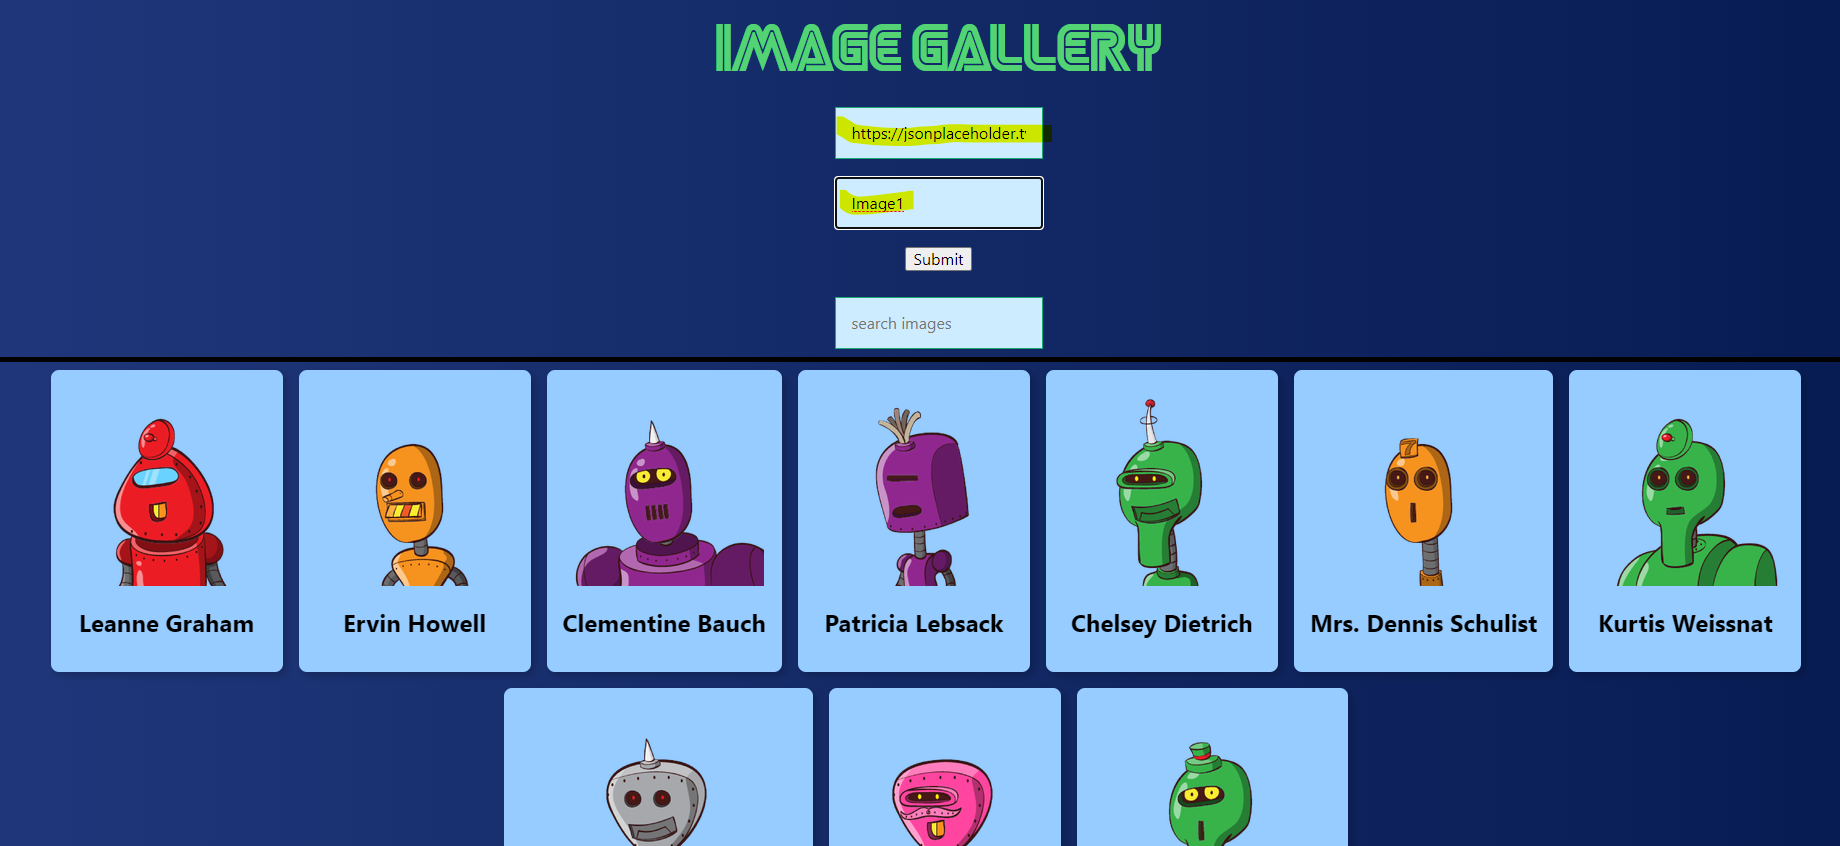 IMAGE GALLERY
https://jsonplaceholder.t
Image1
Submit
search images
Leanne Graham
Ervin Howell
Clementine Bauch
Patricia Lebsack
Chelsey Dietrich
Mrs. Dennis Schulist
Kurtis Weissnat
7